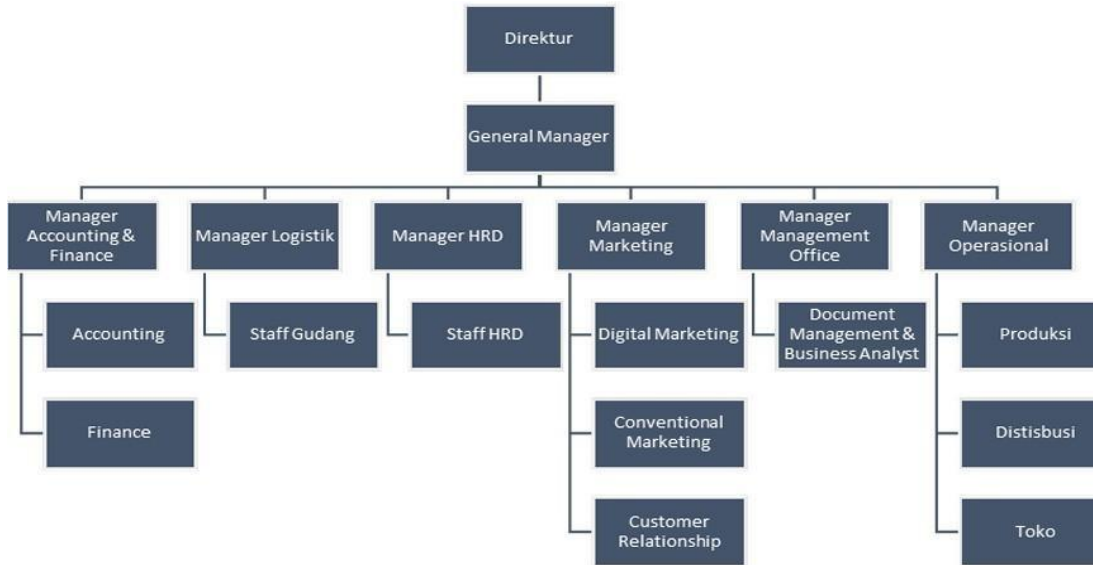 Direktur
General Manager
Manager
Accounting &
Finance
Manager Logistik
Manager HRD
Manager
Marketing
Manager
Management
Office
Manager
Operasional
Accounting
Staff Gudang
Staff HRD
Digital Marketing
Document
Management &
Business Analyst
Produksi
Finance
Conventional
Marketing
Distisbusi
Customer
Relationship
Toko